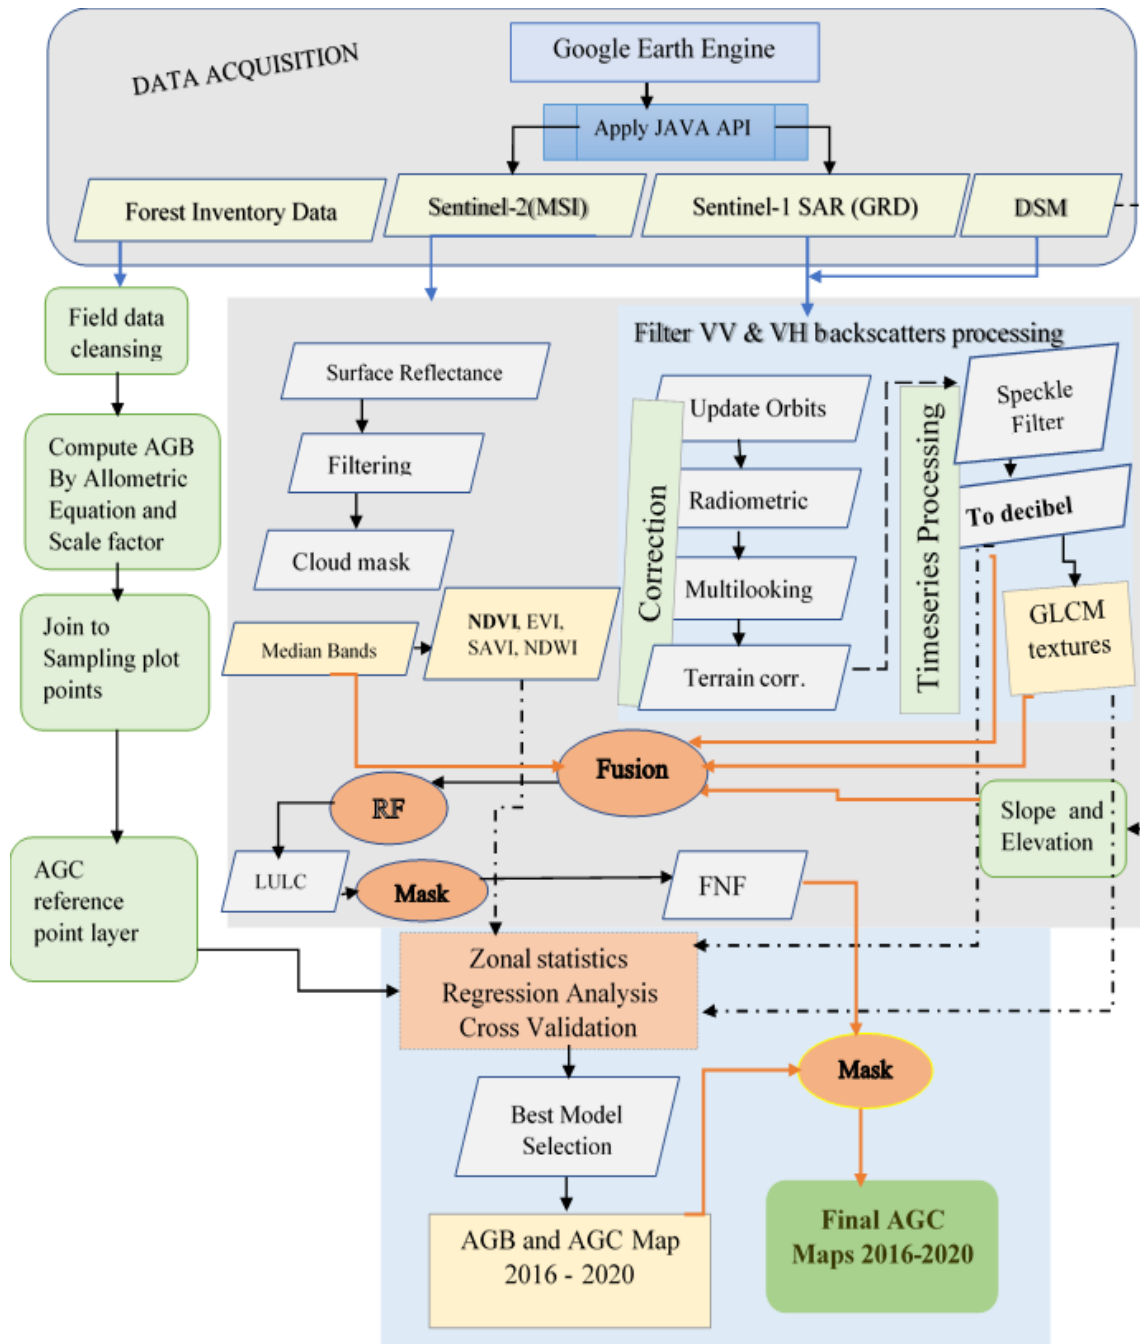 DATA ACQUISITION
Google Earth Engine
Apply JAVA API
Forest Inventory Data
Sentinel-2(MSI)
Sentinel-1 SAR (GRD)
DSM
Field data
cleansing
Compute AGB
By Allometric
Equation and
Scale factor
Join to
Sampling plot
points
AGC
reference
point layer
Surface Reflectance
Filtering
Cloud mask
Median Bands
NDVI, EVI,
SAVI, NDWI
Filter VV & VH backscatters processing
Correction
Update Orbits
Radiometric
Multilooking
Terrain corr.
Timeseries Processing
Speckle
Filter
To decibel
GLCM
textures
Fusion
RF
LULC
Mask
FNF
Slope and
Elevation
Zonal statistics
Regression Analysis
Cross Validation
Mask
Best Model
Selection
AGB and AGC Map
2016 - 2020
Final AGC
Maps 2016-2020